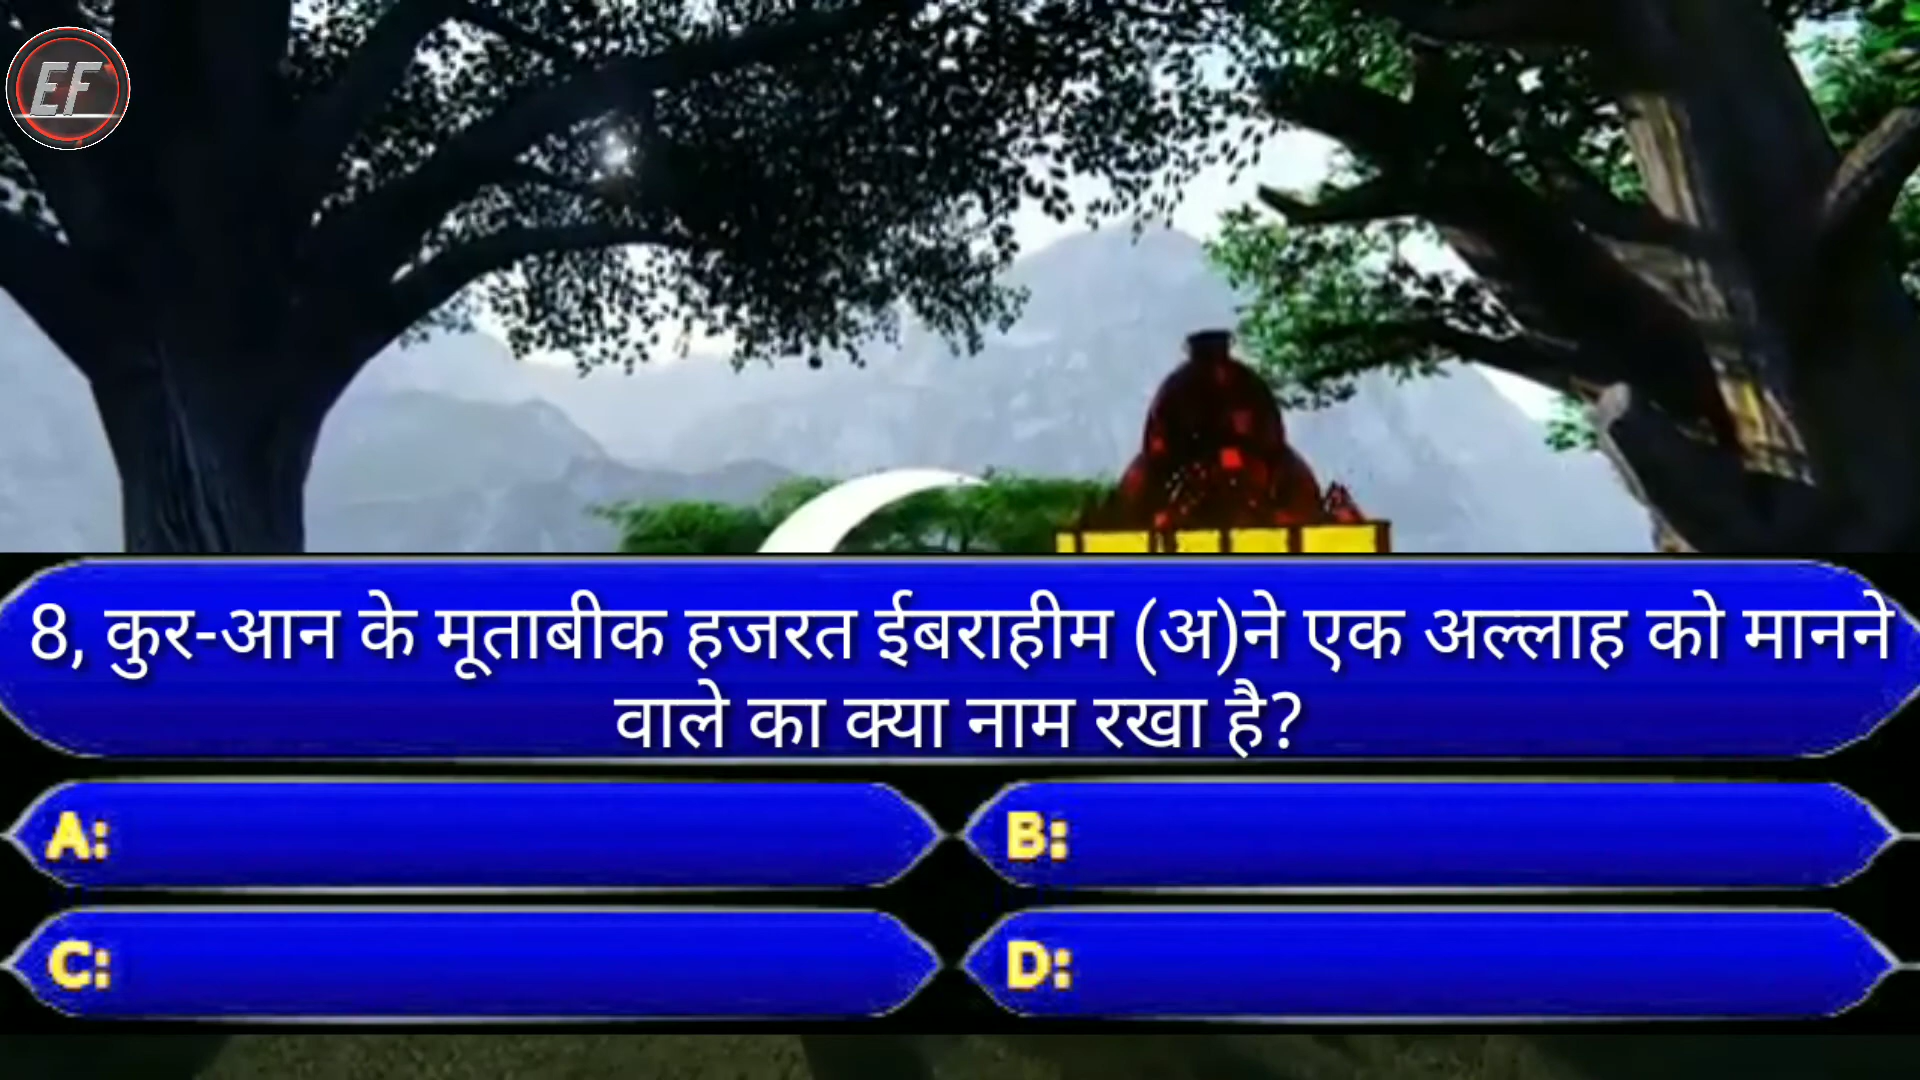 EF
8, कुर-आन के मूताबीक हजरत ईबराहीम (अ)ने एक अल्लाह को मानने
वाले का क्या नाम रखा है?
A:
B:
C:
D: